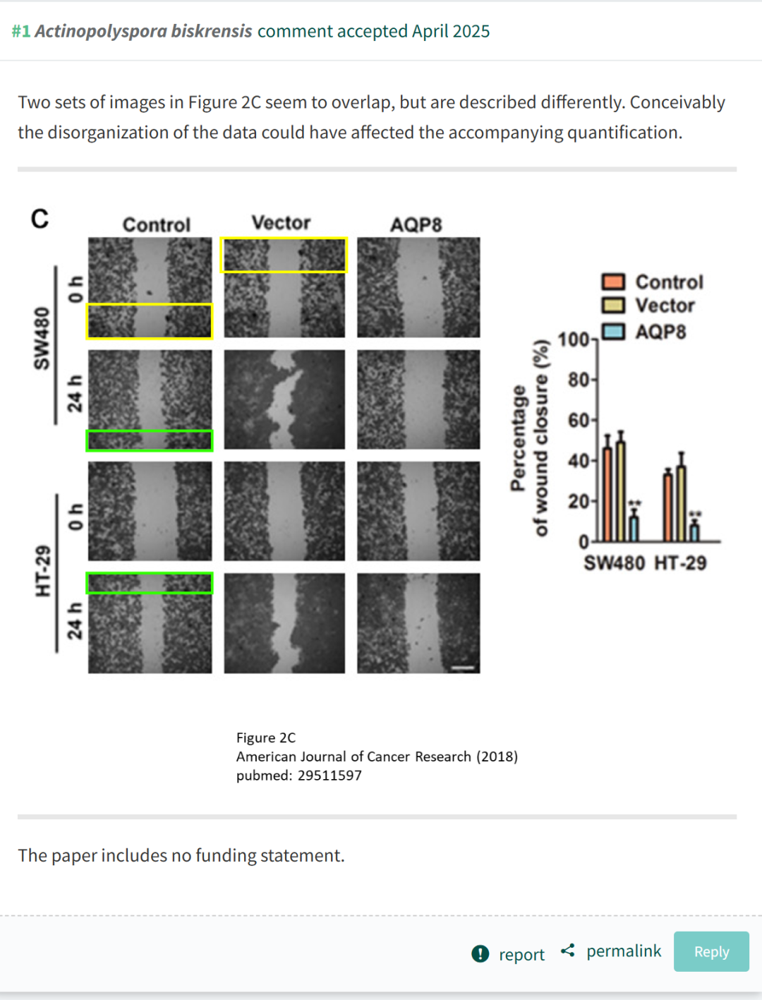 #1 Actinopolyspora biskrensis comment accepted April 2025
Two sets of images in Figure 2C seem to overlap, but are described differently. Conceivably
the disorganization of the data could have affected the accompanying quantification.
C
Control
Vector
AQP8
SW480
0 h
24 h
HT-29
0 h
24 h
Control
Vector
AQP8
Percentage
of wound closure (%)
100
80
60
40
20
0
**
**
SW480 HT-29
Figure 2C
American Journal of Cancer Research (2018)
pubmed: 29511597
The paper includes no funding statement.
! report permalink Reply